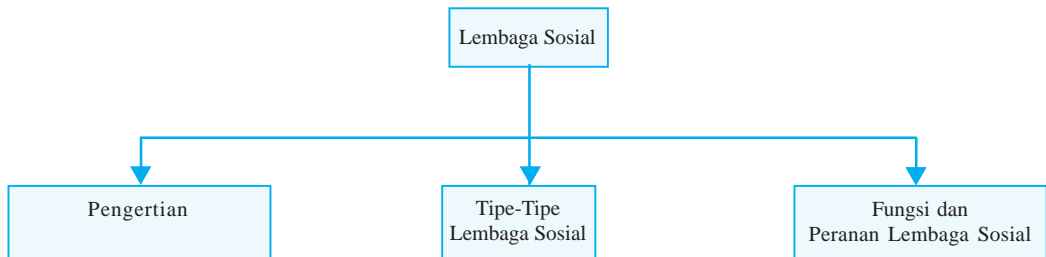 Lembaga Sosial
Pengertian
Tipe-Tipe
Lembaga Sosial
Fungsi dan
Peranan Lembaga Sosial